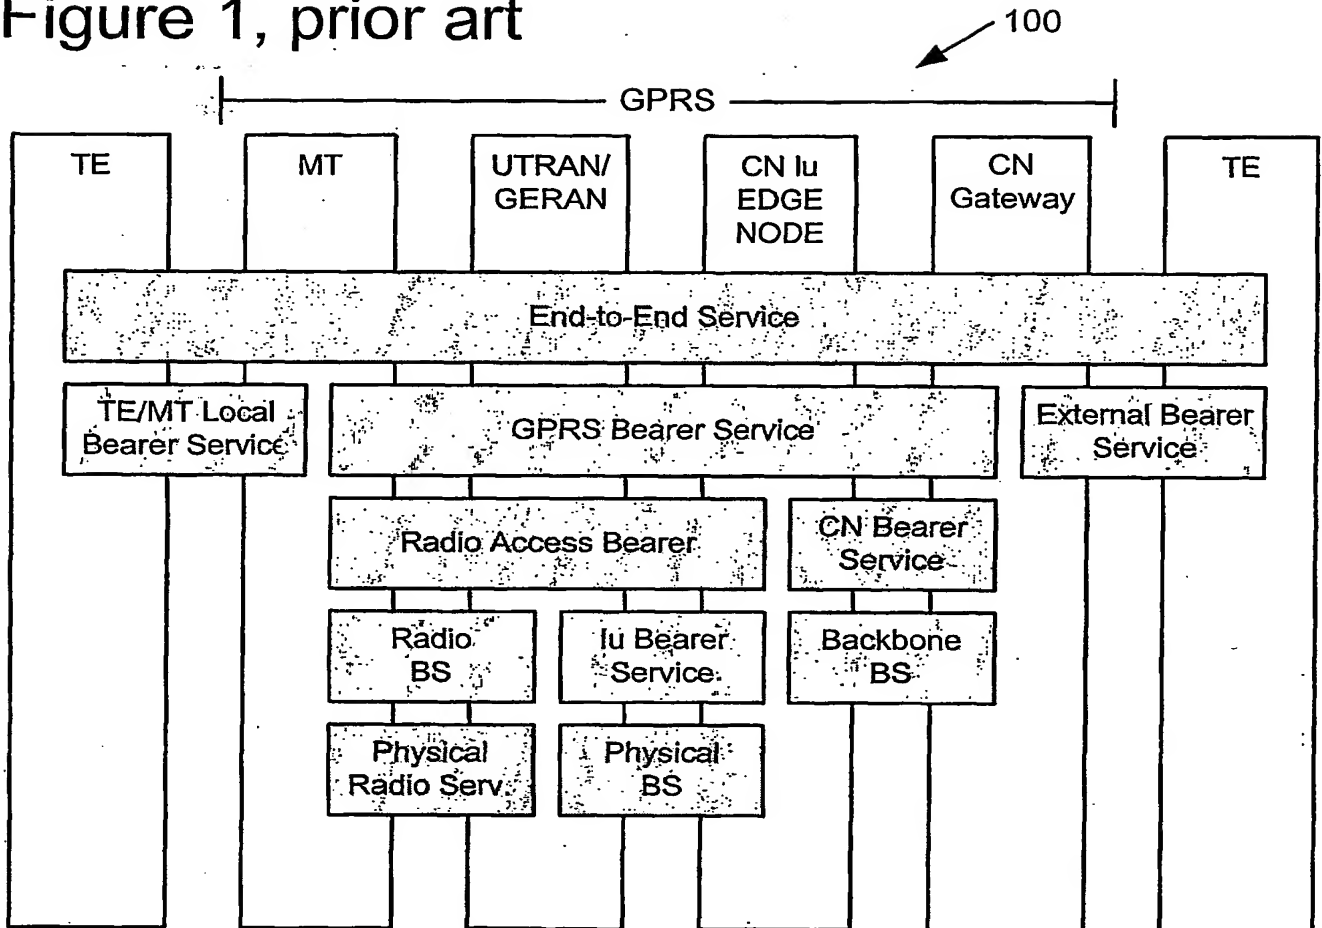 Figure 1, prior art
100
GPRS
TE
MT
UTRAN/
GERAN
CN Iu
EDGE
NODE
CN
Gateway
TE
End-to-End Service
TE/MT Local
Bearer Service
GPRS Bearer Service
External Bearer
Service
Radio Access Bearer
CN Bearer
Service
Radio
BS
Iu Bearer
Service
Backbone
BS
Physical
Radio Serv.
Physical
BS